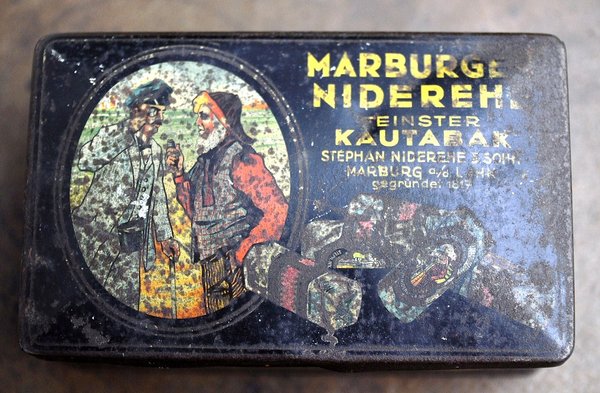 MARBURGE
NIDEREHE
FEINSTER
KAUTABAK
STEPHAN NIDEREHE & SOHN
MARBURG a/d LAHN
gegründet 1817